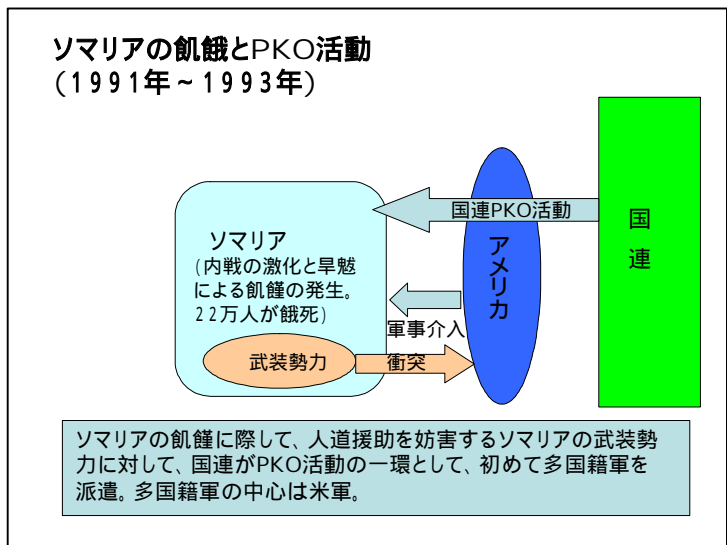 ソマリアの飢餓とPKO活動
(1991年~1993年)
国連PKO活動
国連
アメリカ
ソマリア
(内戦の激化と旱魃
による飢饉の発生。
22万人が餓死)
軍事介入
武装勢力
衝突
ソマリアの飢饉に際して、人道援助を妨害するソマリアの武装勢
力に対して、国連がPKO活動の一環として、初めて多国籍軍を
派遣。多国籍軍の中心は米軍。